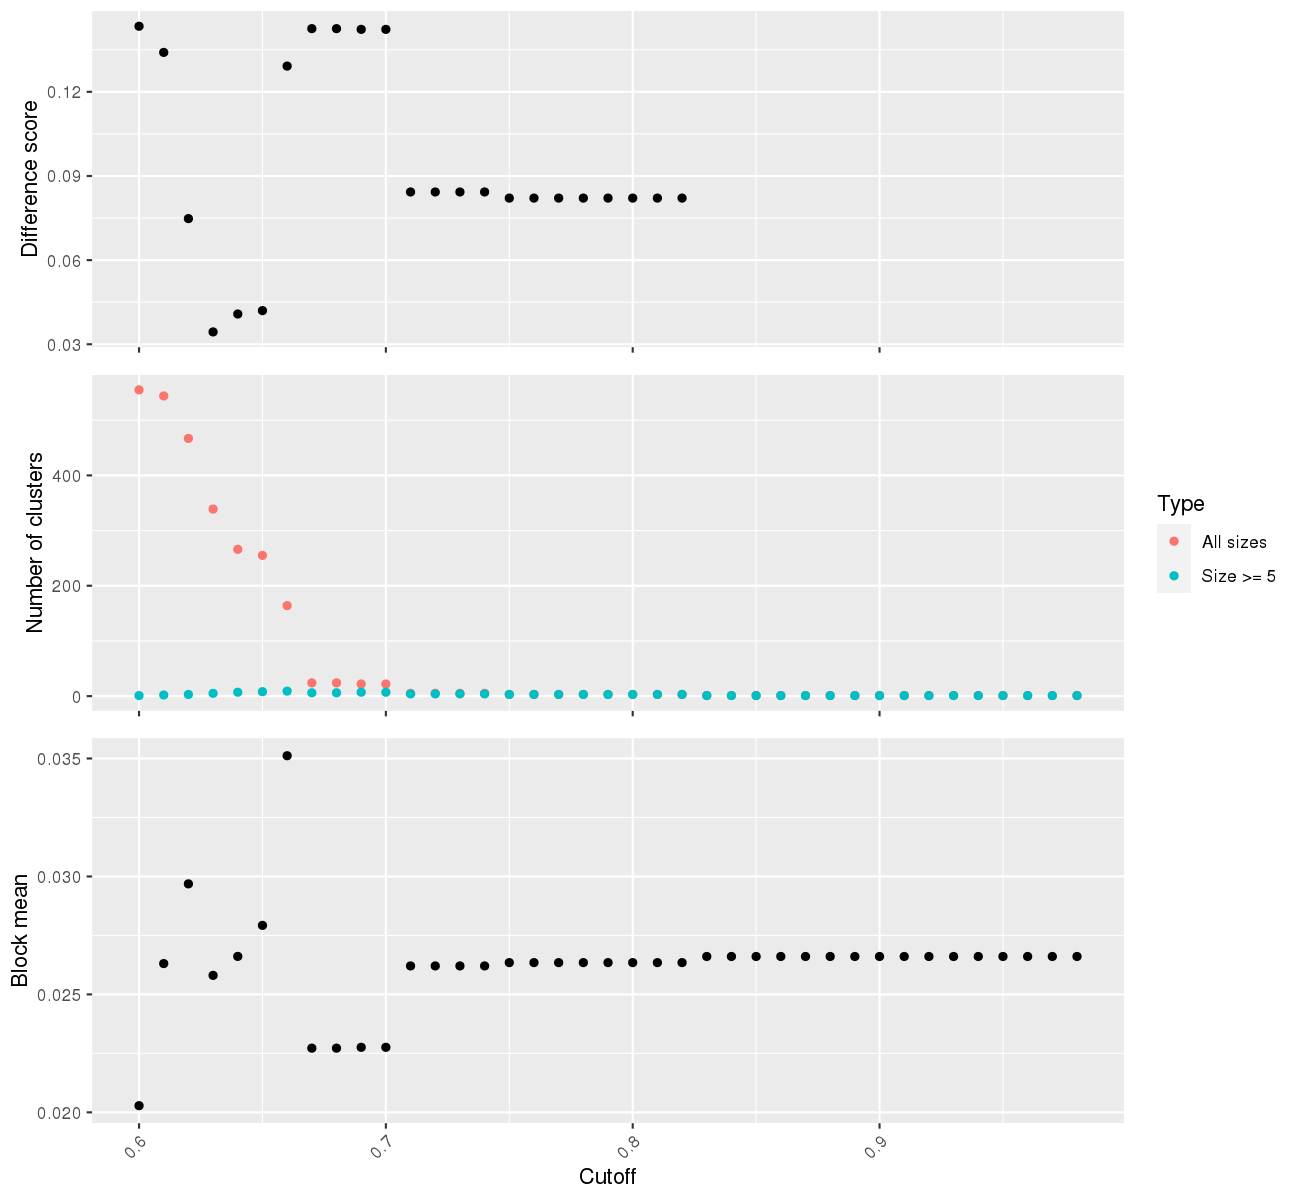 Difference score
0.12
0.09
0.06
0.03
Number of clusters
400
200
0
Type
All sizes
Size >= 5
Block mean
0.035
0.030
0.025
0.020
0.6
0.7
0.8
0.9
Cutoff